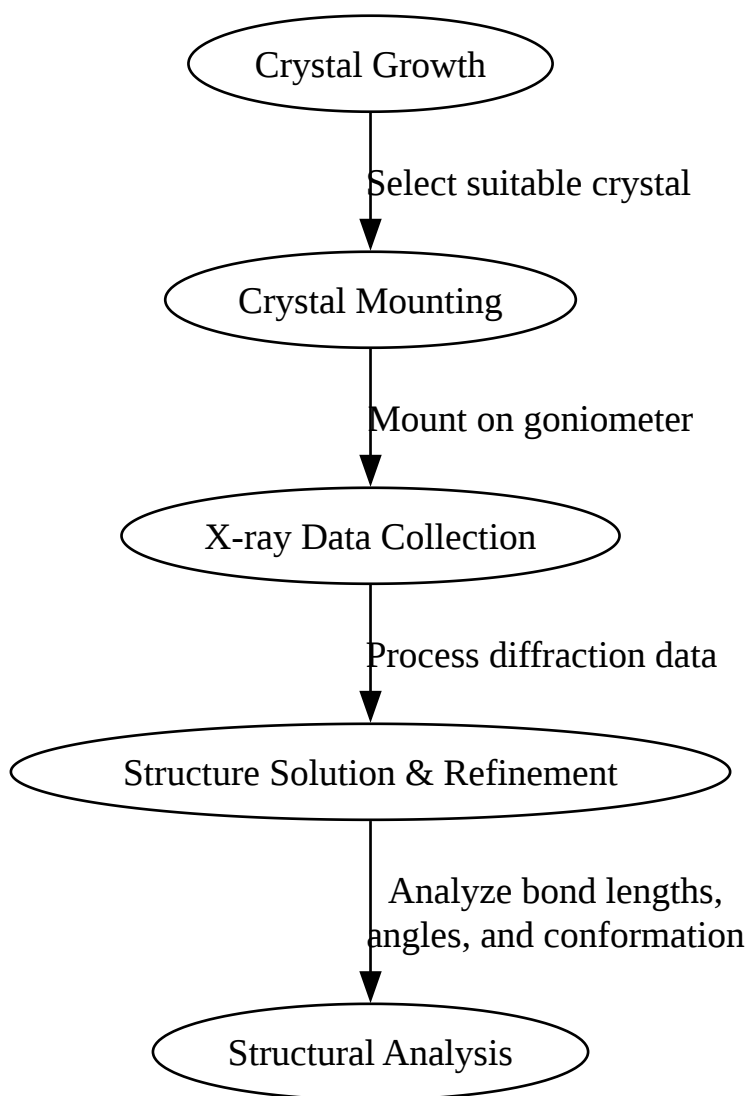 Crystal Growth
Select suitable crystal
Crystal Mounting
Mount on goniometer
X-ray Data Collection
Process diffraction data
Structure Solution & Refinement
Analyze bond lengths,
angles, and conformation
Structural Analysis